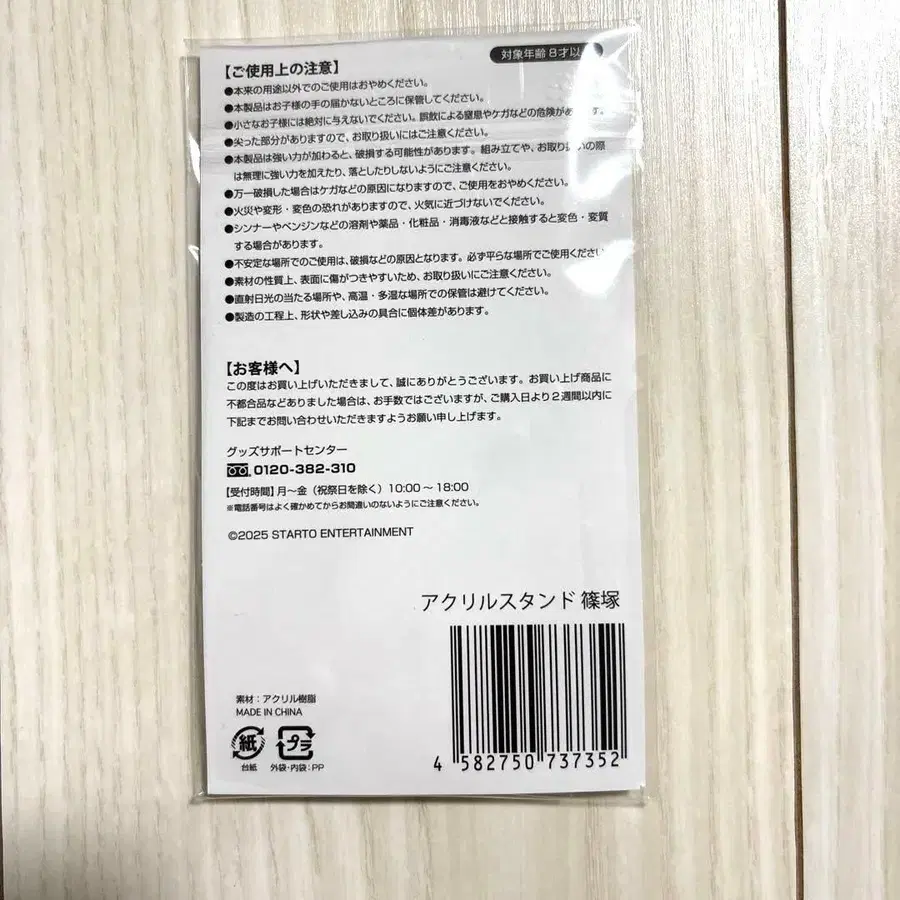 対象年齢 8才以
【ご使用上の注意】
●本来の用途以外でのご使用はおやめください。
●本製品はお子様の手の届かないところに保管してください。
●小さなお子様には絶対に与えないでください。誤飲による窒息やケガなどの危険があります。
●尖った部分がありますので、お取り扱いにはご注意ください。
●本製品は強い力が加わると、破損する可能性があります。組み立てや、お取り扱いの際
は無理に強い力を加えたり、落としたりしないようにご注意ください。
●万一破損した場合はケガなどの原因になりますので、ご使用をおやめください。
●火災や変形・変色の恐れがありますので、火気に近づけないでください。
●シンナーやベンジンなどの溶剤や薬品・化粧品・消毒液などと接触すると変色・変質
する場合があります。
●不安定な場所でのご使用は、破損などの原因となります。必ず平らな場所でご使用ください
●素材の性質上、表面に傷がつきやすいため、お取り扱いにご注意ください。
●直射日光の当たる場所や、高温・多湿な場所での保管は避けてください。
●製造の工程上、形状や差し込みの具合に個体差があります。
【お客様へ】
この度はお買い上げいただきまして、誠にありがとうございます。お買い上げ商品に
不都合品などありました場合は、お手数ではございますが、ご購入日より2週間以内に
下記までお問い合わせいただきますようお願い申し上げます。
グッズサポートセンター
0120-382-310
【受付時間】月〜金（祝祭日を除く）10:00〜18:00
※電話番号はよく確かめてからお間違いのないようにご注意ください。
©2025 STARTO ENTERTAINMENT
アクリルスタンド 篠塚
素材：アクリル樹脂
MADE IN CHINA
紙
プラ
台紙
外袋・内袋：PP
4 582750 737352